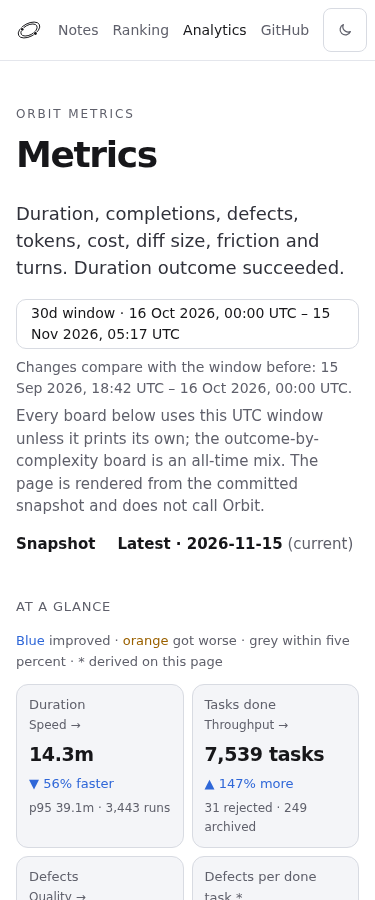 Notes Ranking Analytics GitHub
ORBIT METRICS
Metrics
Duration, completions, defects,
tokens, cost, diff size, friction and
turns. Duration outcome succeeded.
30d window · 16 Oct 2026, 00:00 UTC – 15
Nov 2026, 05:17 UTC
Changes compare with the window before: 15
Sep 2026, 18:42 UTC – 16 Oct 2026, 00:00 UTC.
Every board below uses this UTC window
unless it prints its own; the outcome-by-
complexity board is an all-time mix. The
page is rendered from the committed
snapshot and does not call Orbit.
Snapshot Latest · 2026-11-15 (current)
AT A GLANCE
Blue improved · orange got worse · grey within five
percent · * derived on this page
Duration
Speed →
14.3m
▼ 56% faster
p95 39.1m · 3,443 runs
Tasks done
Throughput →
7,539 tasks
▲ 147% more
31 rejected · 249
archived
Defects
Quality →
Defects per done
task *